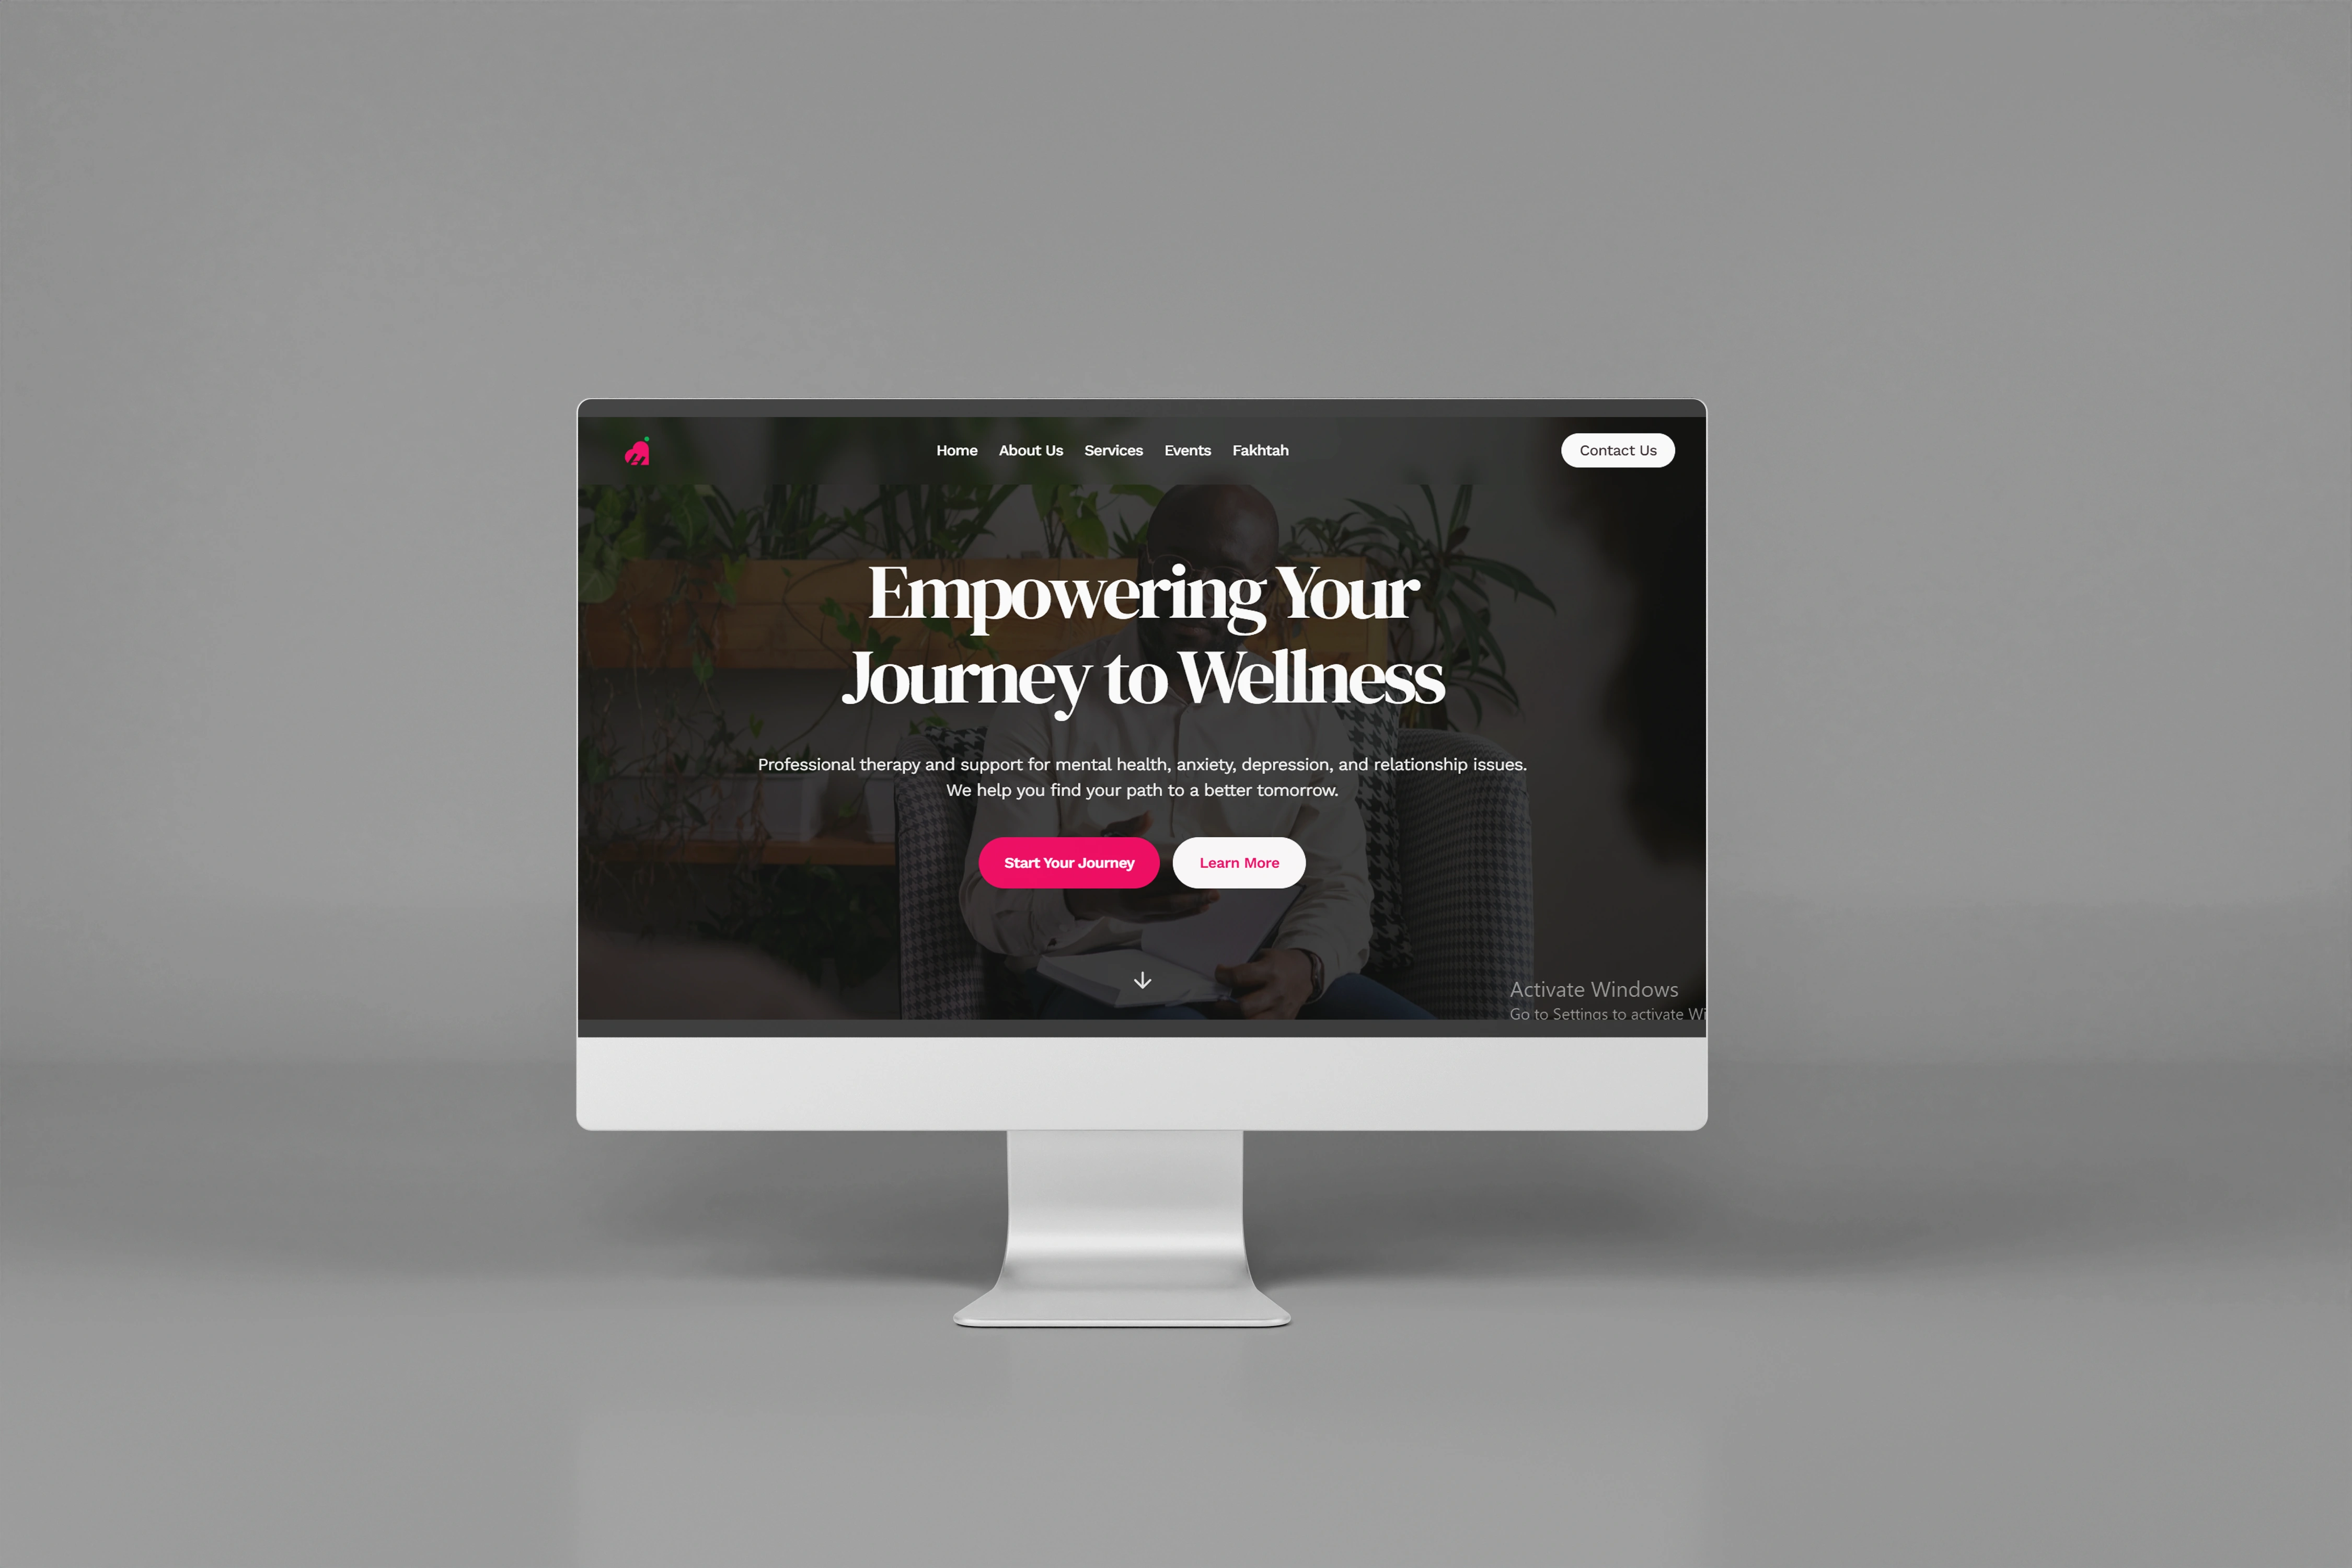 Home
About Us
Services
Events
Fakhtah
Contact Us
Empowering Your
Journey to Wellness
Professional therapy and support for mental health, anxiety, depression, and relationship issues.
We help you find your path to a better tomorrow.
Start Your Journey
Learn More
Activate Windows
Go to Settings to activate Wi